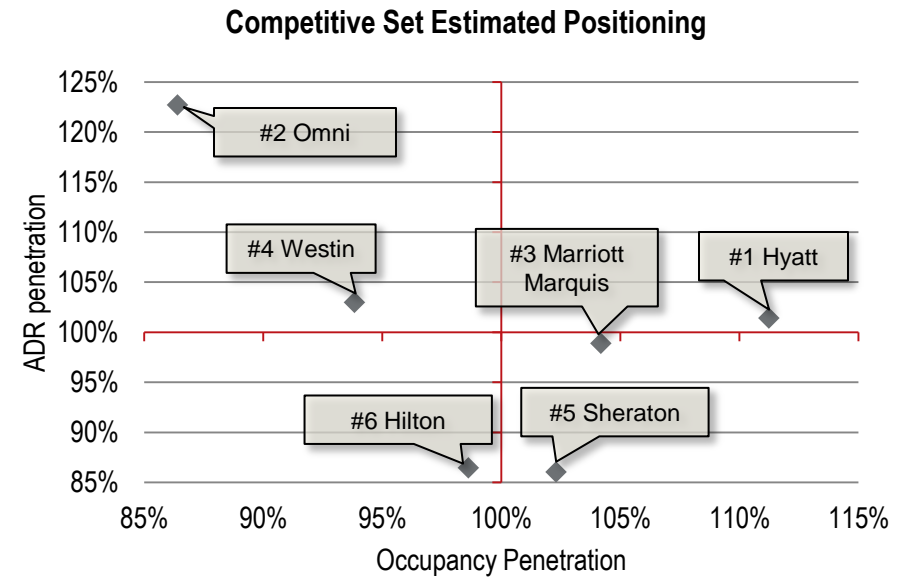 Competitive Set Estimated Positioning
125%
#2 Omni
120%
115%
110%
#4 Westin
#3 Marriott
Marquis
#1 Hyatt
105%
100%
95%
#6 Hilton
#5 Sheraton
90%
85%
ADR penetration
85%
90%
95%
100%
105%
110%
115%
Occupancy Penetration